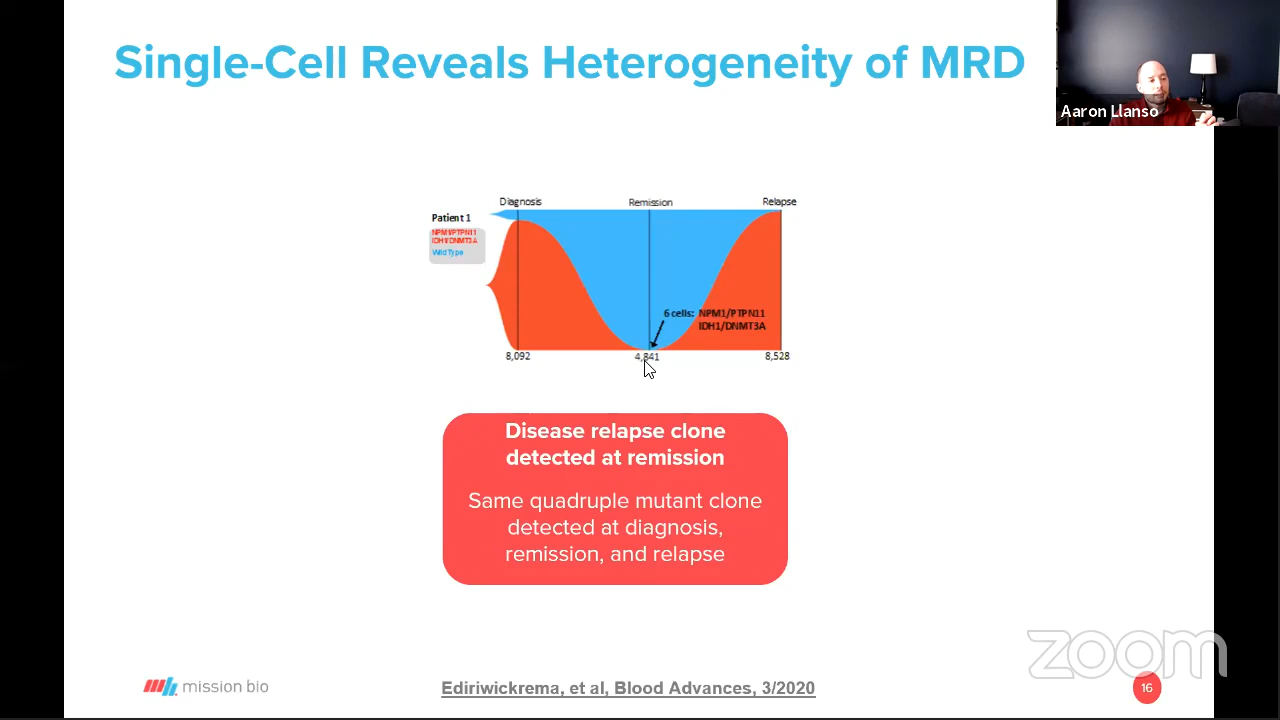 Single-Cell Reveals Heterogeneity of MRD
Aaron Llanso
Diagnosis
Remission
Relapse
Patient 1
NPM1/PTPN11
IDH1/DNMT3A
Wild Type
6 cells: NPM1/PTPN11
IDH1/DNMT3A
8,092
4,841
8,528
Disease relapse clone
detected at remission
Same quadruple mutant clone
detected at diagnosis,
remission, and relapse
zoom
mission bio
Ediriwickrema, et al, Blood Advances, 3/2020
16